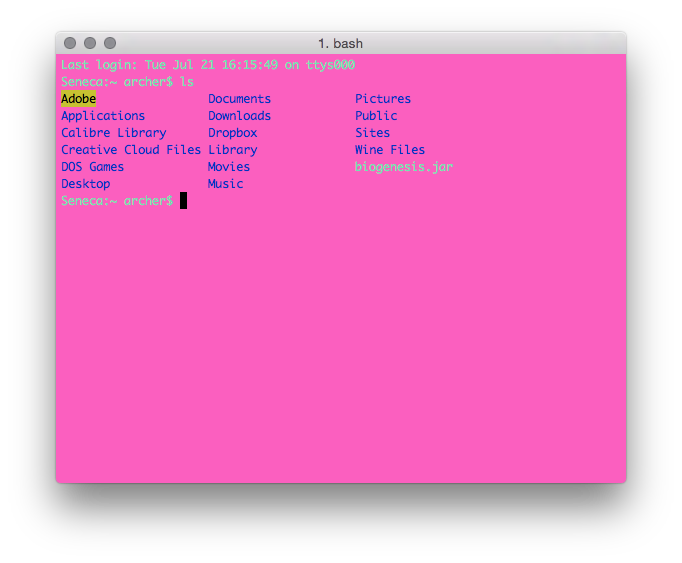 1. bash
Last login: Tue Jul 21 16:15:49 on ttys000
Seneca:~ archer$ ls
Adobe Documents Pictures
Applications Downloads Public
Calibre Library Dropbox Sites
Creative Cloud Files Library Wine Files
DOS Games Movies biogenesis.jar
Desktop Music
Seneca:~ archer$